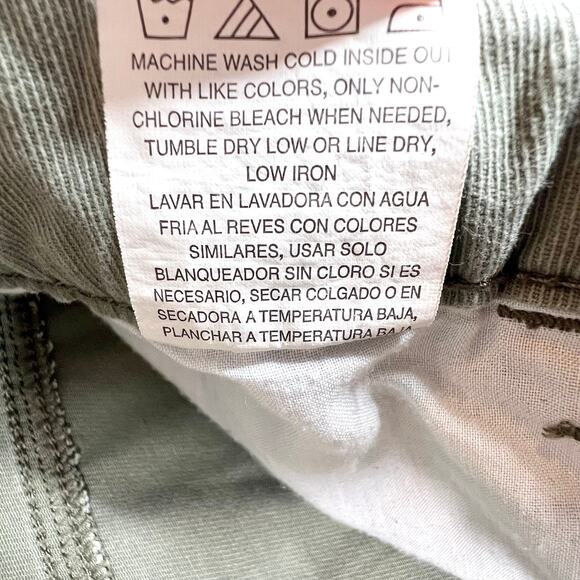 MACHINE WASH COLD INSIDE OUT
WITH LIKE COLORS, ONLY NON-
CHLORINE BLEACH WHEN NEEDED,
TUMBLE DRY LOW OR LINE DRY,
LOW IRON
LAVAR EN LAVADORA CON AGUA
FRIA AL REVES CON COLORES
SIMILARES, USAR SOLO
BLANQUEADOR SIN CLORO SI ES
NECESARIO, SECAR COLGADO O EN
SECADORA A TEMPERATURA BAJA,
PLANCHAR A TEMPERATURA BAJA